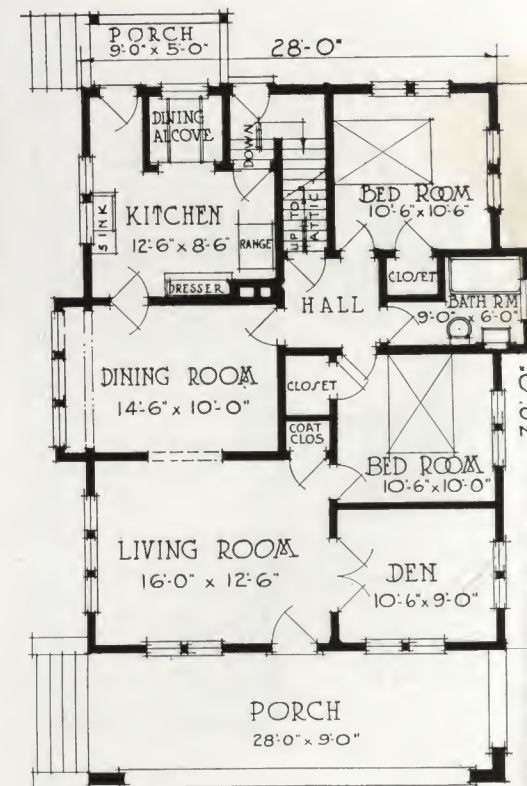 PORCH
9'-0" x 5'-0"
28'-0"
DINING
ALCOVE
DOWN
UP TO
ATTIC
BED ROOM
10'-6" x 10'-6"
SINK
KITCHEN
12'-6" x 8'-6"
RANGE
DRESSER
HALL
CLOSET
BATH RM
9'-0" x 6'-0"
DINING ROOM
14'-6" x 10'-0"
CLOSET
COAT
CLOS
BED ROOM
10'-6" x 10'-0"
LIVING ROOM
16'-0" x 12'-6"
DEN
10'-6" x 9'-0"
PORCH
28'-0" x 9'-0"